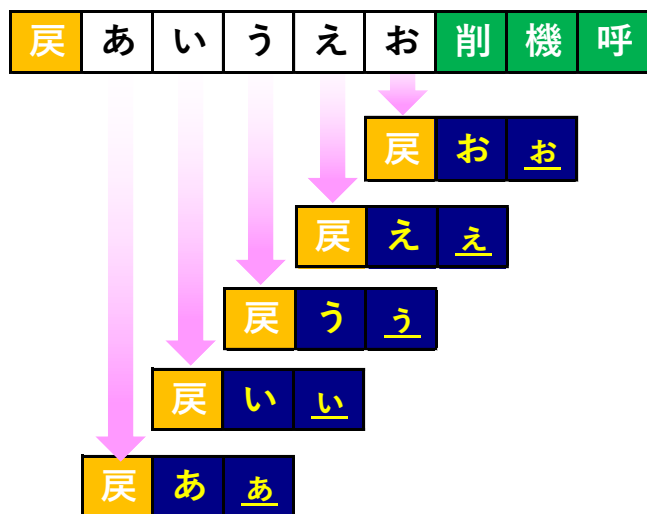 戻 あ い う え お 削 機 呼
戻 お ぉ
戻 え ぇ
戻 う ぅ
戻 い ぃ
戻 あ ぁ